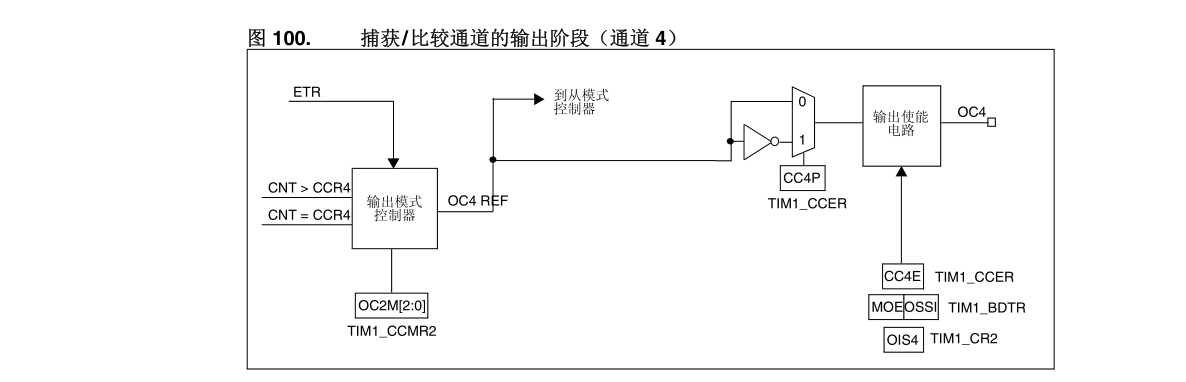 图 100. 捕获/比较通道的输出阶段（通道 4）
ETR
到从模式
控制器
0
1
输出使能
电路
OC4
CC4P
TIM1_CCER
CNT > CCR4
CNT = CCR4
输出模式
控制器
OC4 REF
OC2M[2:0]
TIM1_CCMR2
CC4E TIM1_CCER
MOE OSSI TIM1_BDTR
OIS4 TIM1_CR2